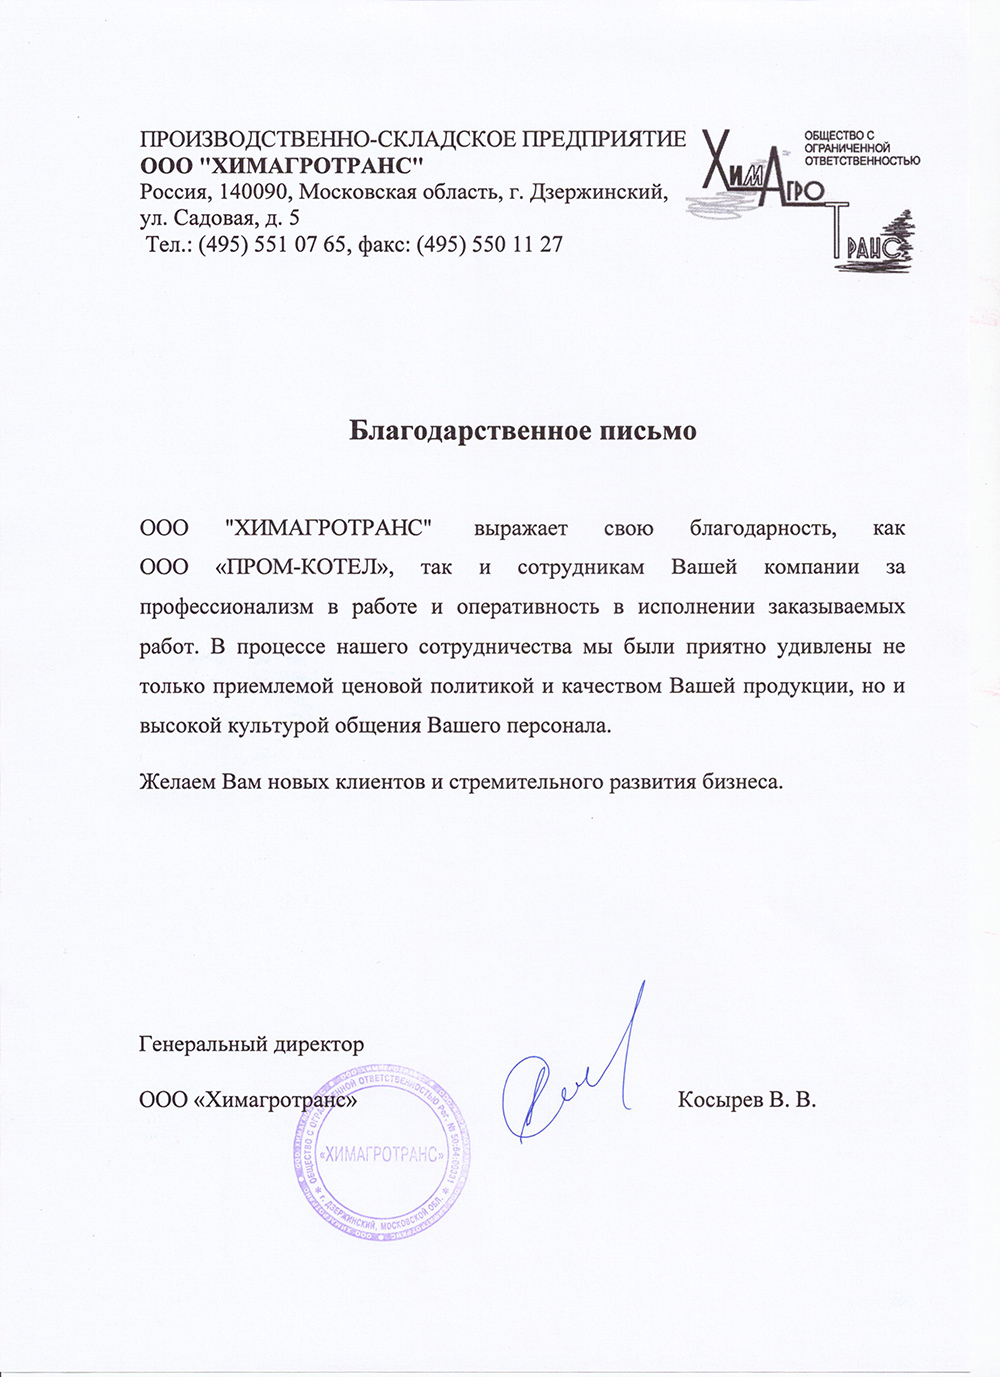 ПРОИЗВОДСТВЕННО-СКЛАДСКОЕ ПРЕДПРИЯТИЕ
ООО "ХИМАГРОТРАНС"
Россия, 140090, Московская область, г. Дзержинский,
ул. Садовая, д. 5
Тел.: (495) 551 07 65, факс: (495) 550 11 27
ХимАгроТранс
ОБЩЕСТВО С
ОГРАНИЧЕННОЙ
ОТВЕТСТВЕННОСТЬЮ
Благодарственное письмо
ООО "ХИМАГРОТРАНС" выражает свою благодарность, как
ООО «ПРОМ-КОТЕЛ», так и сотрудникам Вашей компании за
профессионализм в работе и оперативность в исполнении заказываемых
работ. В процессе нашего сотрудничества мы были приятно удивлены не
только приемлемой ценовой политикой и качеством Вашей продукции, но и
высокой культурой общения Вашего персонала.
Желаем Вам новых клиентов и стремительного развития бизнеса.
Генеральный директор
ООО «Химагротранс»
Косырев В. В.
ОБЩЕСТВО С ОГРАНИЧЕННОЙ ОТВЕТСТВЕННОСТЬЮ Рег. №
«ХИМАГРОТРАНС»
г. ДЗЕРЖИНСКИЙ, МОСКОВСКОЙ ОБЛ.